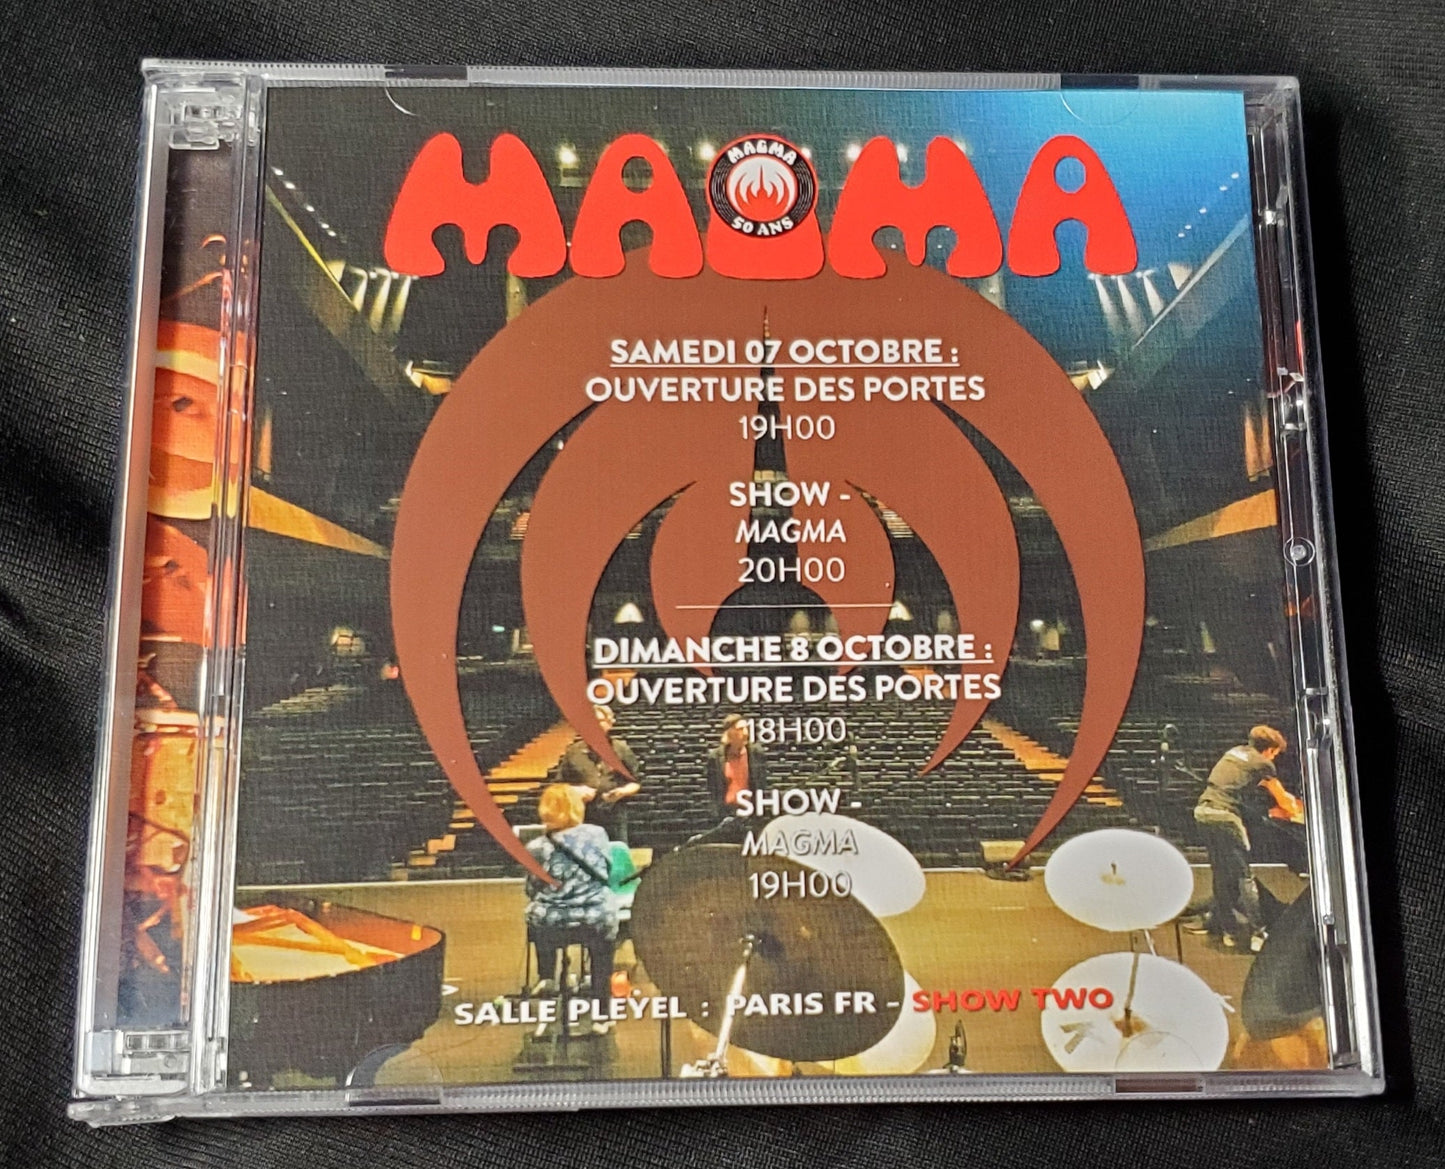 MAGMA
MAGMA
50 ANS
SAMEDI 07 OCTOBRE :
OUVERTURE DES PORTES
19H00
SHOW -
MAGMA
20H00
DIMANCHE 8 OCTOBRE :
OUVERTURE DES PORTES
18H00
SHOW -
MAGMA
19H00
SALLE PLEYEL : PARIS FR - SHOW TWO